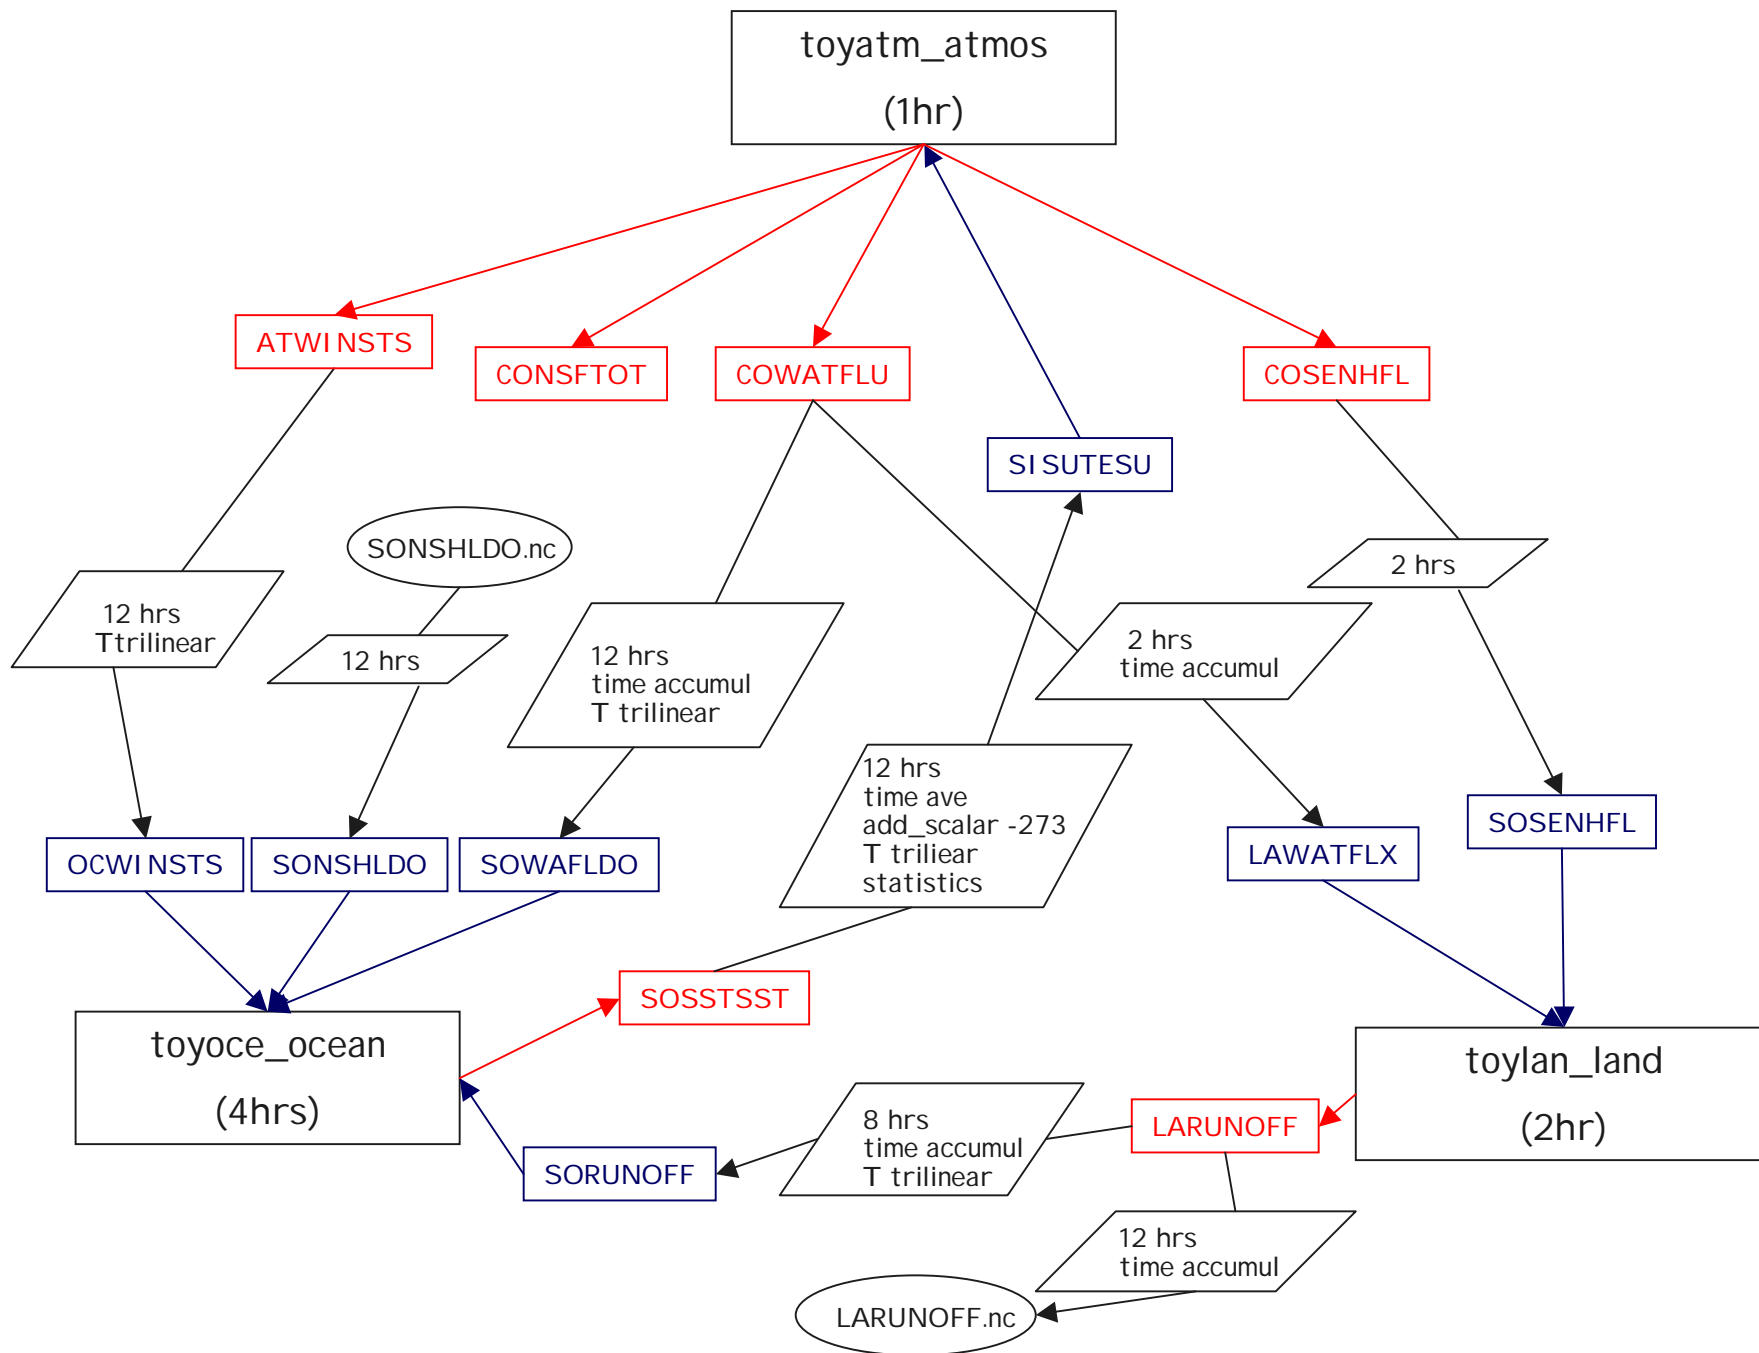 toyatm_atmos
(1hr)
ATWINSTS
CONSFTOT
COWATFLU
COSENHFL
SISUTESU
SONSHLDO.nc
2 hrs
12 hrs
Ttrilinear
12 hrs
12 hrs
time accumul
T trilinear
2 hrs
time accumul
12 hrs
time ave
add_scalar -273
T triliear
statistics
OCWINSTS
SONSHLDO
SOWAFLDO
LAWATFLX
SOSENHFL
SOSSTSST
toyoce_ocean
(4hrs)
toylan_land
(2hr)
8 hrs
time accumul
T trilinear
LARUNOFF
SORUNOFF
12 hrs
time accumul
LARUNOFF.nc